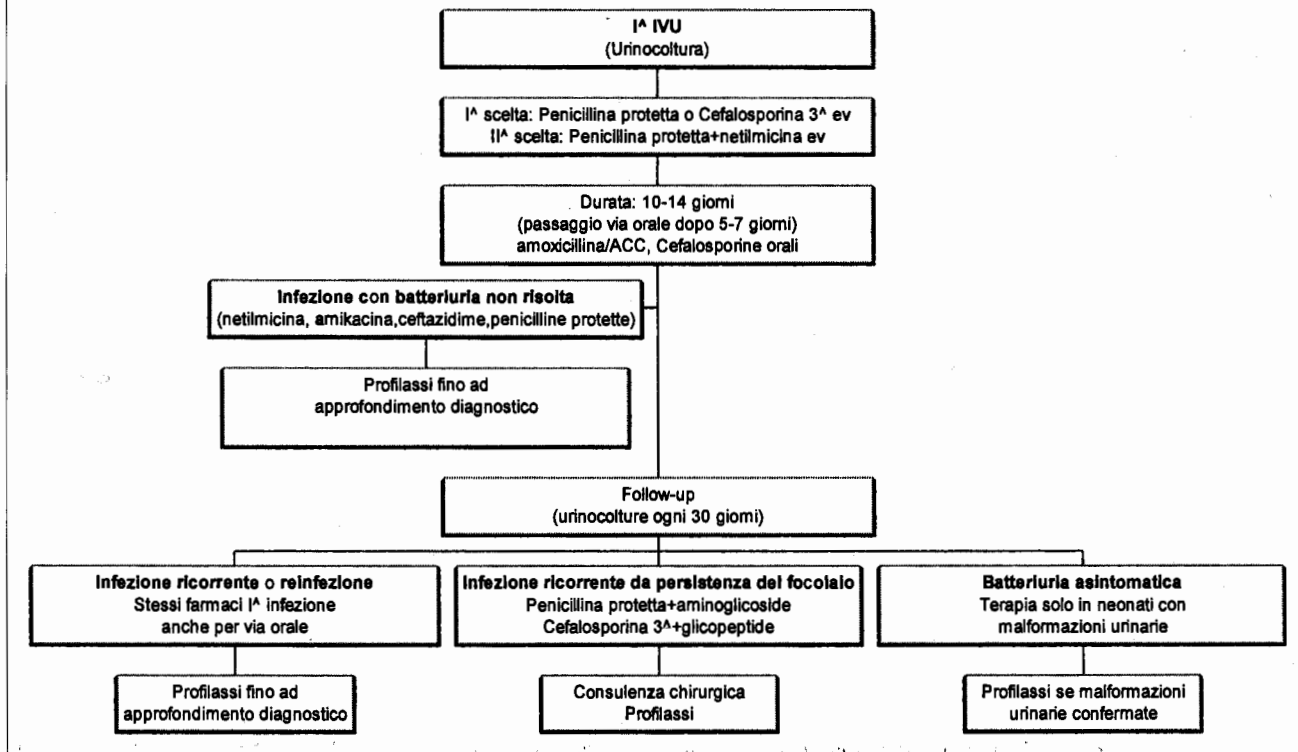 I^ IVU
(Urinocoltura)
I^ scelta: Penicillina protetta o Cefalosporina 3^ ev
II^ scelta: Penicillina protetta+netilmicina ev
Durata: 10-14 giorni
(passaggio via orale dopo 5-7 giorni)
amoxicillina/ACC, Cefalosporine orali
Infezione con batteriuria non risolta
(netilmicina, amikacina,ceftazidime,penicilline protette)
Profilassi fino ad
approfondimento diagnostico
Follow-up
(urinocolture ogni 30 giorni)
Infezione ricorrente o reinfezione
Stessi farmaci I^ infezione
anche per via orale
Infezione ricorrente da persistenza del focolaio
Penicillina protetta+aminoglicoside
Cefalosporina 3^+glicopeptide
Batteriuria asintomatica
Terapia solo in neonati con
malformazioni urinarie
Profilassi fino ad
approfondimento diagnostico
Consulenza chirurgica
Profilassi
Profilassi se malformazioni
urinarie confermate